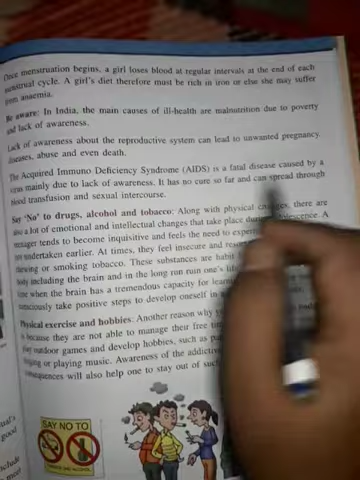 Once menstruation begins, a girl loses blood at regular intervals at the end of each
menstrual cycle. A girl's diet therefore must be rich in iron or else she may suffer
from anaemia.
Be aware: In India, the main causes of ill-health are malnutrition due to poverty
and lack of awareness.
Lack of awareness about the reproductive system can lead to unwanted pregnancy,
diseases, abuse and even death.
The Acquired Immuno Deficiency Syndrome (AIDS) is a fatal disease caused by a
virus mainly due to lack of awareness. It has no cure so far and can spread through
blood transfusion and sexual intercourse.
Say 'No' to drugs, alcohol and tobacco: Along with physical changes, there are
also a lot of emotional and intellectual changes that take place during adolescence. A
teenager tends to become inquisitive and feels the need to
not undertaken earlier. At times, they feel insecure and
chewing or smoking tobacco. These substances are habit
body including the brain and in the long run ruin one's
time when the brain has a tremendous capacity for
consciously take positive steps to develop oneself in
Physical exercise and hobbies: Another reason why
is because they are not able to manage their free
play outdoor games and develop hobbies, such as
singing or playing music. Awareness of the
consequences will also help one to stay out of
SAY NO TO
AND ALCOHOL
good
most